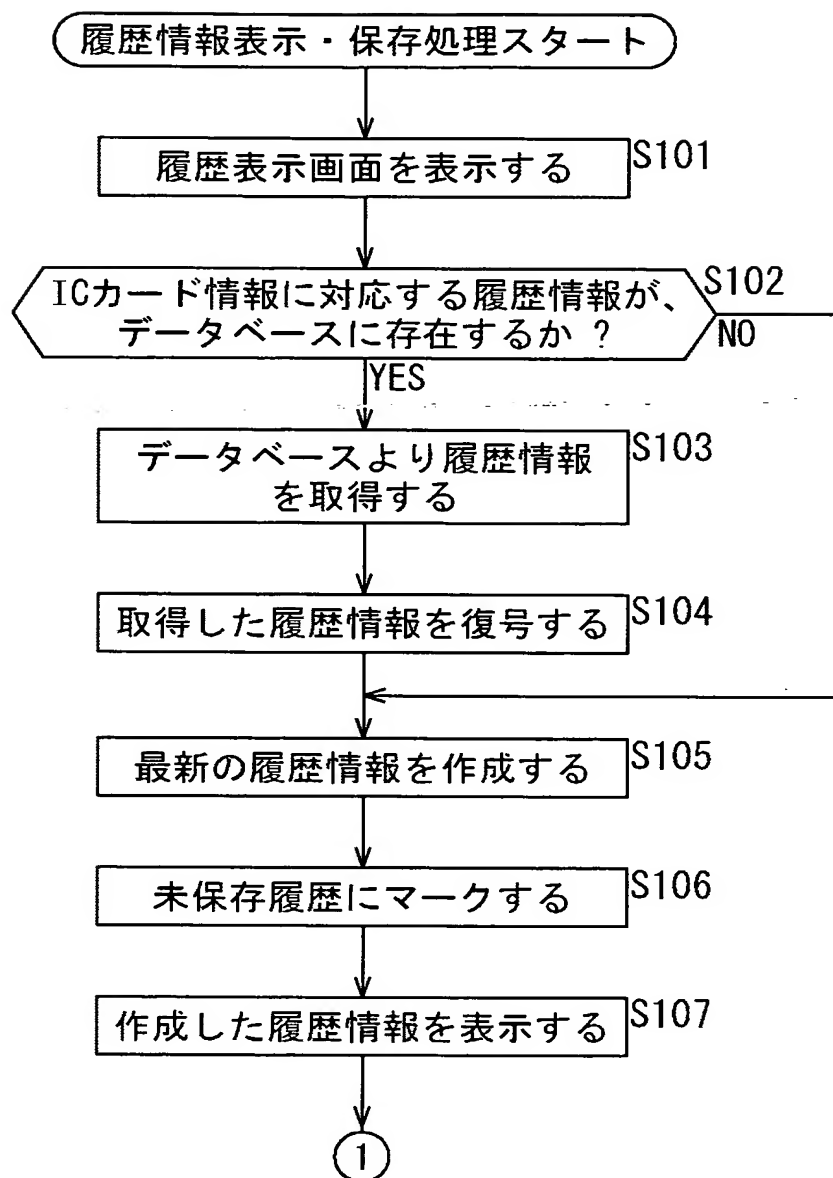 履歴情報表示・保存処理スタート
履歴表示画面を表示する
S101
ICカード情報に対応する履歴情報が、
データベースに存在するか ?
S102
NO
YES
データベースより履歴情報
を取得する
S103
取得した履歴情報を復号する
S104
最新の履歴情報を作成する
S105
未保存履歴にマークする
S106
作成した履歴情報を表示する
S107
1